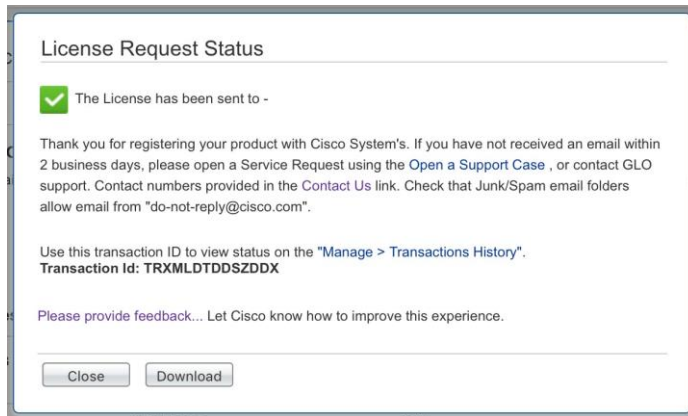 License Request Status
The License has been sent to -
Thank you for registering your product with Cisco System's. If you have not received an email within
2 business days, please open a Service Request using the Open a Support Case , or contact GLO
support. Contact numbers provided in the Contact Us link. Check that Junk/Spam email folders
allow email from "do-not-reply@cisco.com".
Use this transaction ID to view status on the "Manage > Transactions History".
Transaction Id: TRXMLDTDDSZDDX
Please provide feedback... Let Cisco know how to improve this experience.
Close
Download